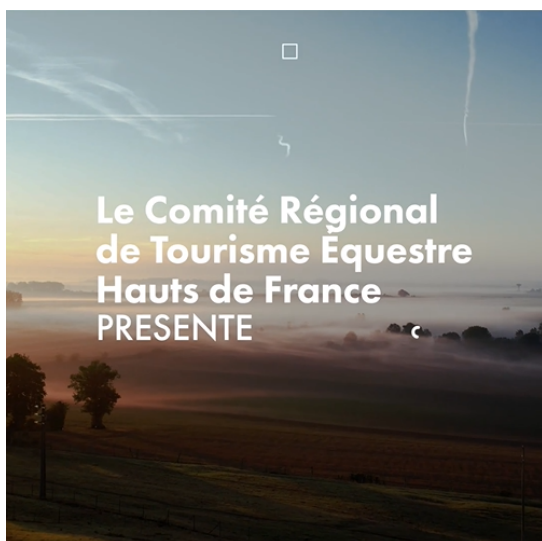 Le Comité Régional
de Tourisme Équestre
Hauts de France
PRESENTE
c